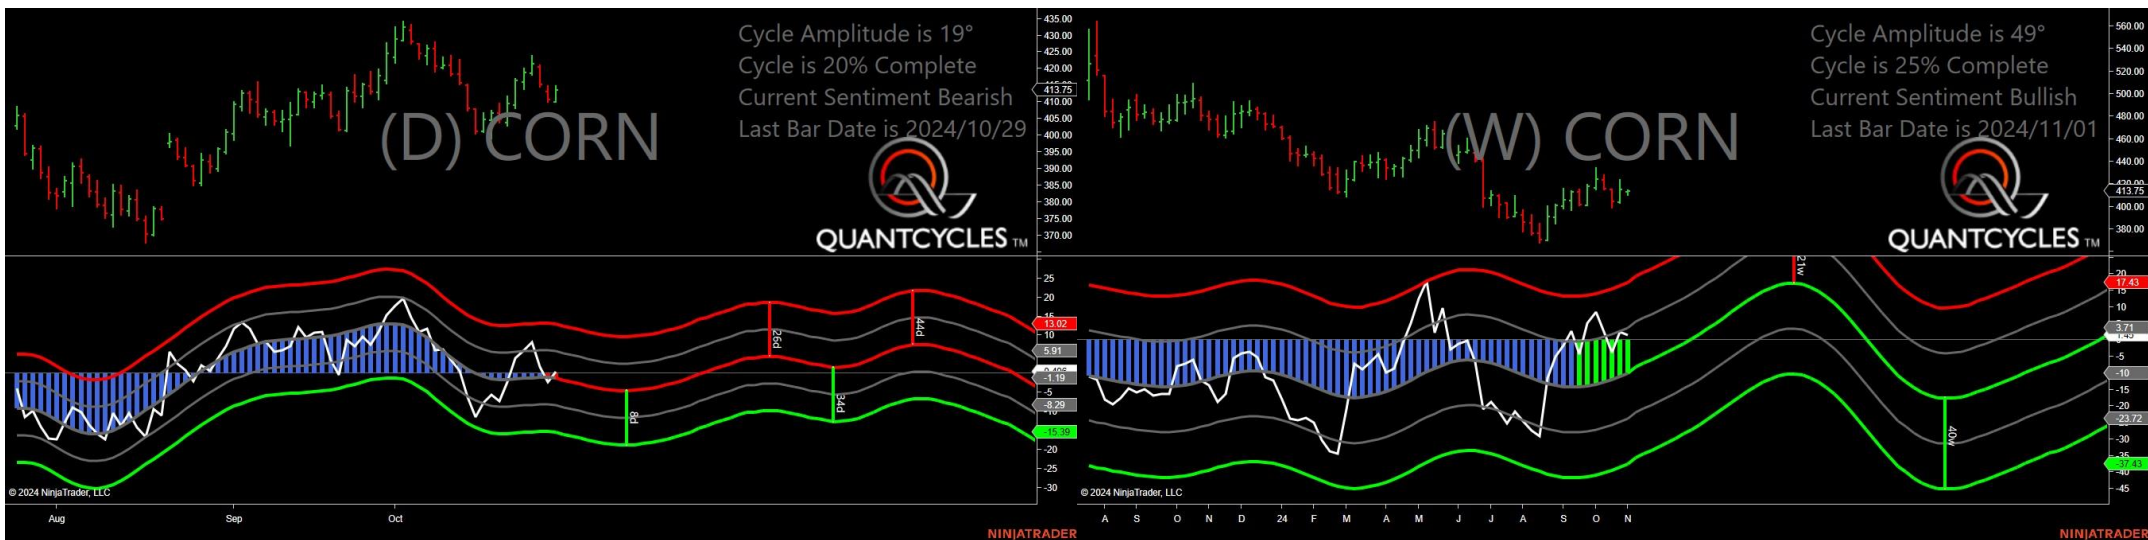 Cycle Amplitude is 19°
Cycle is 20% Complete
Current Sentiment Bearish
Last Bar Date is 2024/10/29
(D) CORN
QUANTCYCLES TM
435.00
430.00
425.00
420.00
413.75
410.00
405.00
400.00
395.00
390.00
385.00
380.00
375.00
370.00
25
20
15
13.02
10
5.91
-1.19
-5
-8.29
-15.39
-20
-25
-30
26d
44d
8d
34d
© 2024 NinjaTrader, LLC
Aug
Sep
Oct
NINJATRADER
Cycle Amplitude is 49°
Cycle is 25% Complete
Current Sentiment Bullish
Last Bar Date is 2024/11/01
(W) CORN
QUANTCYCLES TM
560.00
540.00
520.00
500.00
480.00
460.00
440.00
420.00
413.75
400.00
380.00
20
17.43
10
3.71
-5
-10
-15
-20
-23.72
-30
-35
-37.43
-40
-45
21w
40w
© 2024 NinjaTrader, LLC
A S O N D 24 F M A M J J A S O N
NINJATRADER